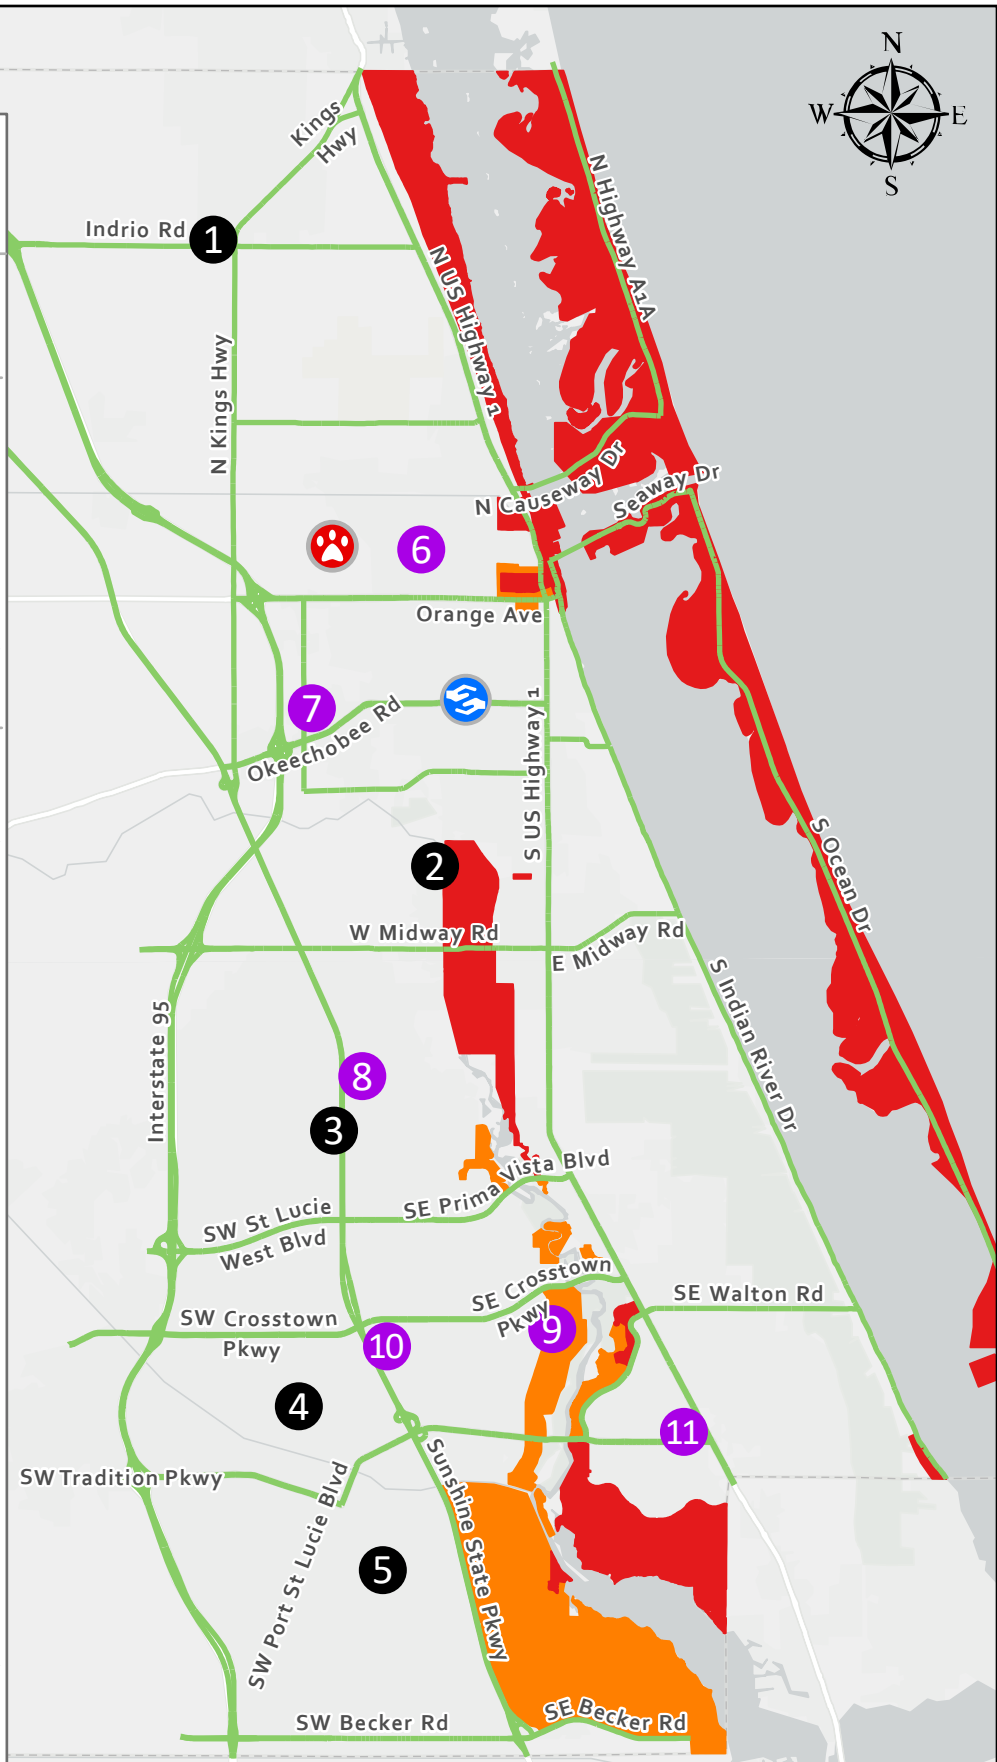 N
W
E
S
Kings
Hwy
Indrio Rd
1
N Highway A1A
N US Highway 1
N Kings Hwy
N Causeway Dr
Seaway Dr
6
Orange Ave
7
Okeechobee Rd
S US Highway 1
S Ocean Dr
2
W Midway Rd
E Midway Rd
S Indian River Dr
Interstate 95
8
3
SE Prima Vista Blvd
SW St Lucie
West Blvd
SE Crosstown
Pkwy
SE Walton Rd
SW Crosstown
Pkwy
9
10
4
11
SW Tradition Pkwy
Sunshine State Pkwy
SW Port St Lucie Blvd
5
SW Becker Rd
SE Becker Rd